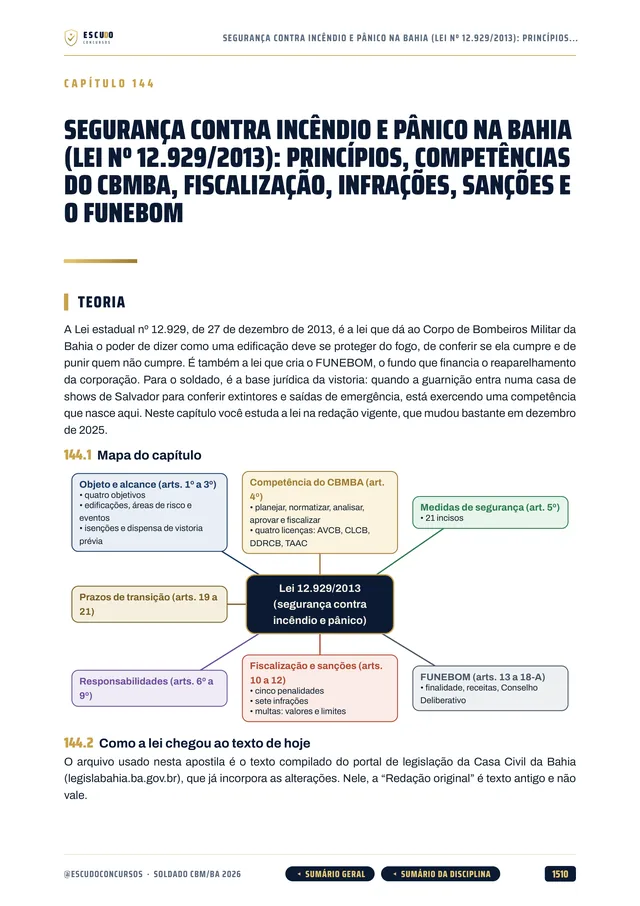 ESCUDO
CONCURSOS
SEGURANÇA CONTRA INCÊNDIO E PÂNICO NA BAHIA (LEI Nº 12.929/2013): PRINCÍPIOS...
CAPÍTULO 144
SEGURANÇA CONTRA INCÊNDIO E PÂNICO NA BAHIA
(LEI Nº 12.929/2013): PRINCÍPIOS, COMPETÊNCIAS
DO CBMBA, FISCALIZAÇÃO, INFRAÇÕES, SANÇÕES E
O FUNEBOM
TEORIA
A Lei estadual nº 12.929, de 27 de dezembro de 2013, é a lei que dá ao Corpo de Bombeiros Militar da
Bahia o poder de dizer como uma edificação deve se proteger do fogo, de conferir se ela cumpre e de
punir quem não cumpre. É também a lei que cria o FUNEBOM, o fundo que financia o reaparelhamento
da corporação. Para o soldado, é a base jurídica da vistoria: quando a guarnição entra numa casa de
shows de Salvador para conferir extintores e saídas de emergência, está exercendo uma competência
que nasce aqui. Neste capítulo você estuda a lei na redação vigente, que mudou bastante em dezembro
de 2025.
144.1 Mapa do capítulo
Objeto e alcance (arts. 1º a 3º)
• quatro objetivos
• edificações, áreas de risco e
eventos
• isenções e dispensa de vistoria
prévia
Competência do CBMBA (art.
4º)
• planejar, normatizar, analisar,
aprovar e fiscalizar
• quatro licenças: AVCB, CLCB,
DDRCB, TAAC
Medidas de segurança (art. 5º)
• 21 incisos
Prazos de transição (arts. 19 a
21)
Lei 12.929/2013
(segurança contra
incêndio e pânico)
Responsabilidades (arts. 6º a
9º)
Fiscalização e sanções (arts.
10 a 12)
• cinco penalidades
• sete infrações
• multas: valores e limites
FUNEBOM (arts. 13 a 18-A)
• finalidade, receitas, Conselho
Deliberativo
144.2 Como a lei chegou ao texto de hoje
O arquivo usado nesta apostila é o texto compilado do portal de legislação da Casa Civil da Bahia
(legislabahia.ba.gov.br), que já incorpora as alterações. Nele, a “Redação original” é texto antigo e não
vale.
@ESCUDOCONCURSOS · SOLDADO CBM/BA 2026
SUMÁRIO GERAL
SUMÁRIO DA DISCIPLINA
1510